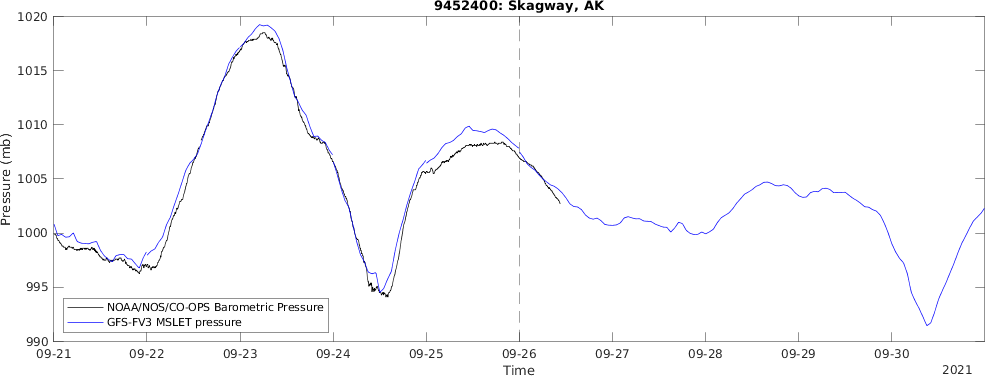 9452400: Skagway, AK
Pressure (mb)
1020
1015
1010
1005
1000
995
990
NOAA/NOS/CO-OPS Barometric Pressure
GFS-FV3 MSLET pressure
09-21 09-22 09-23 09-24 09-25 09-26 09-27 09-28 09-29 09-30
Time
2021